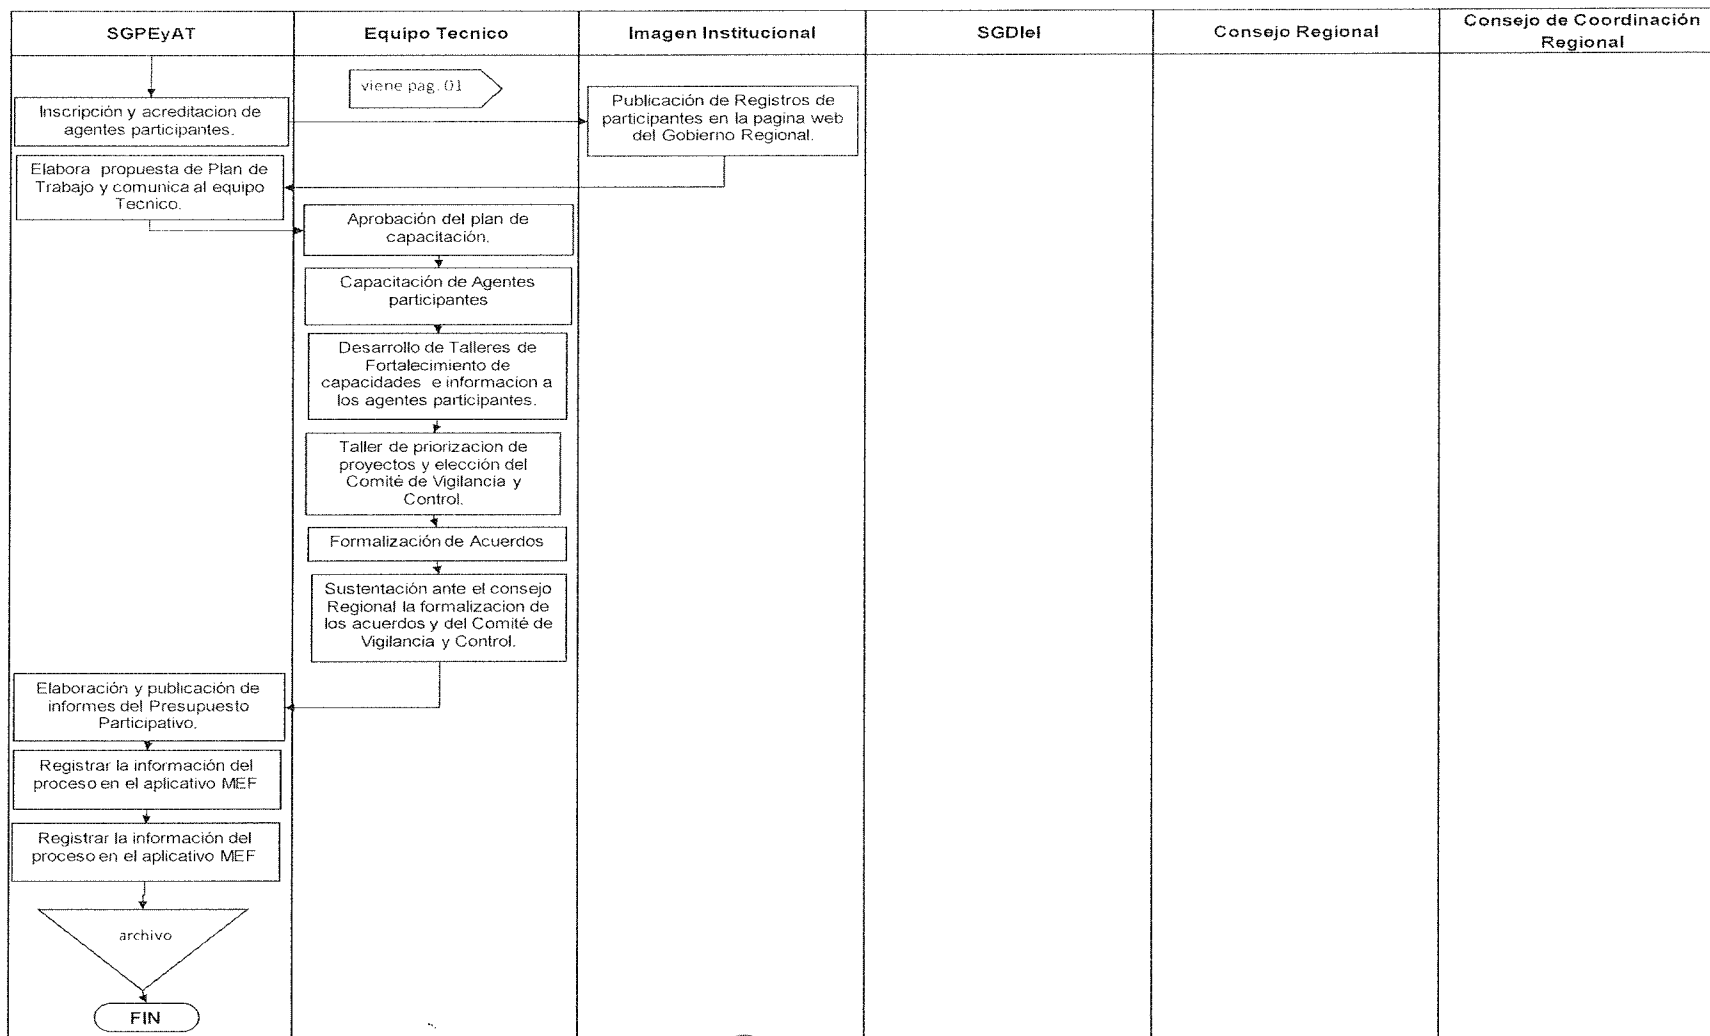 SGPEyAT
Equipo Tecnico
Imagen Institucional
SGDIeI
Consejo Regional
Consejo de Coordinación
Regional
viene pag. 01
Inscripción y acreditacion de
agentes participantes.
Publicación de Registros de
participantes en la pagina web
del Gobierno Regional.
Elabora propuesta de Plan de
Trabajo y comunica al equipo
Tecnico.
Aprobación del plan de
capacitación.
Capacitación de Agentes
participantes
Desarrollo de Talleres de
Fortalecimiento de
capacidades e informacion a
los agentes participantes.
Taller de priorizacion de
proyectos y elección del
Comité de Vigilancia y
Control.
Formalización de Acuerdos
Sustentación ante el consejo
Regional la formalizacion de
los acuerdos y del Comité de
Vigilancia y Control.
Elaboración y publicación de
informes del Presupuesto
Participativo.
Registrar la información del
proceso en el aplicativo MEF
Registrar la información del
proceso en el aplicativo MEF
archivo
FIN